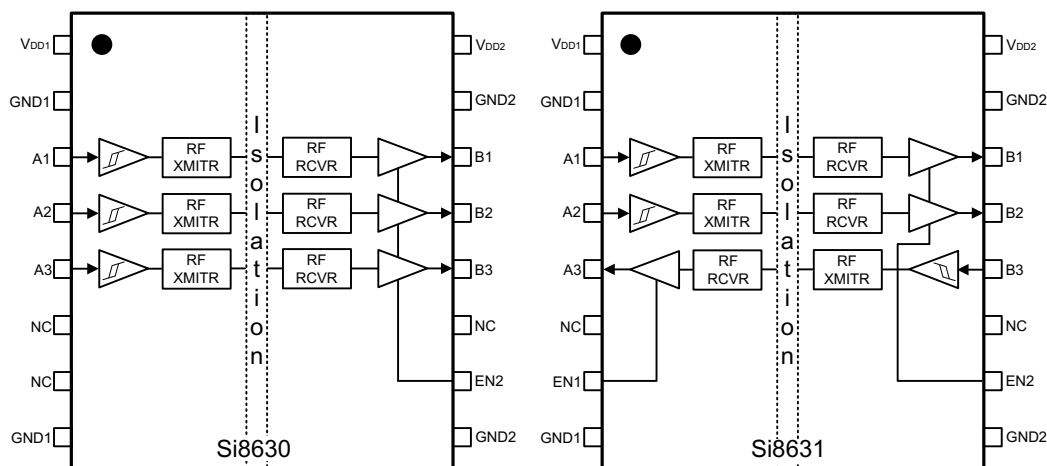 VDD1
GND1
A1
A2
A3
NC
NC
GND1
RF
XMITR
RF
XMITR
RF
XMITR
Isolation
RF
RCVR
RF
RCVR
RF
RCVR
VDD2
GND2
B1
B2
B3
NC
EN2
GND2
Si8630
VDD1
GND1
A1
A2
A3
NC
EN1
GND1
RF
XMITR
RF
XMITR
RF
RCVR
Isolation
RF
RCVR
RF
RCVR
RF
XMITR
VDD2
GND2
B1
B2
B3
NC
EN2
GND2
Si8631